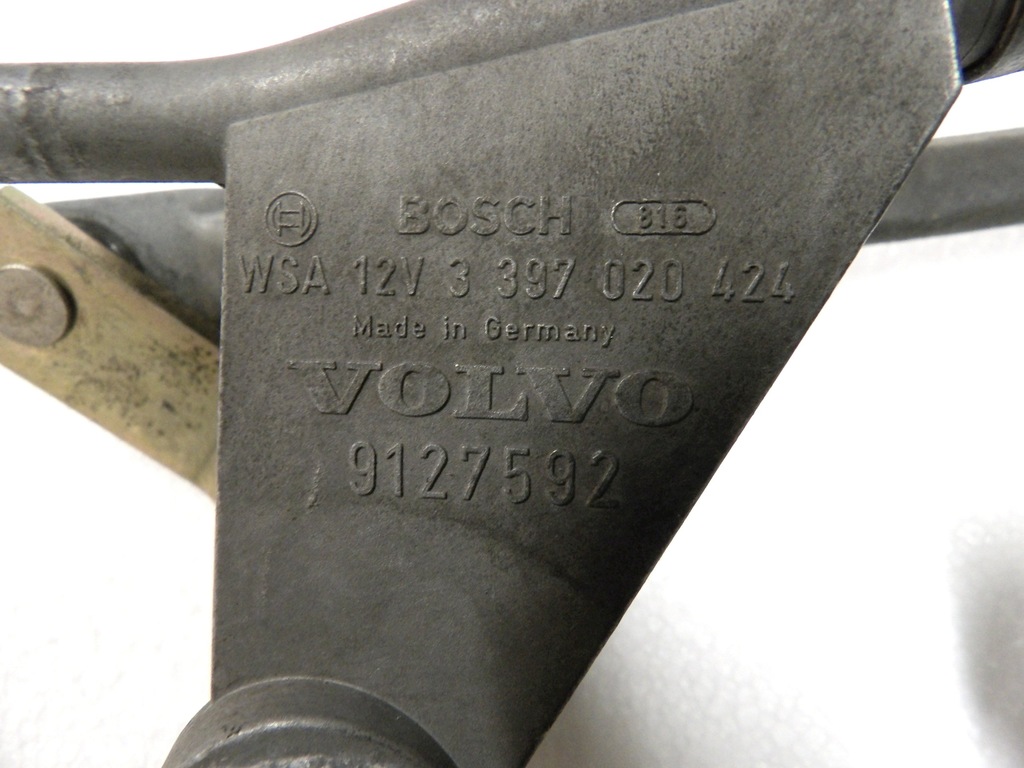 BOSCH 816
WSA 12V 3 397 020 424
Made in Germany
VOLVO
9127592